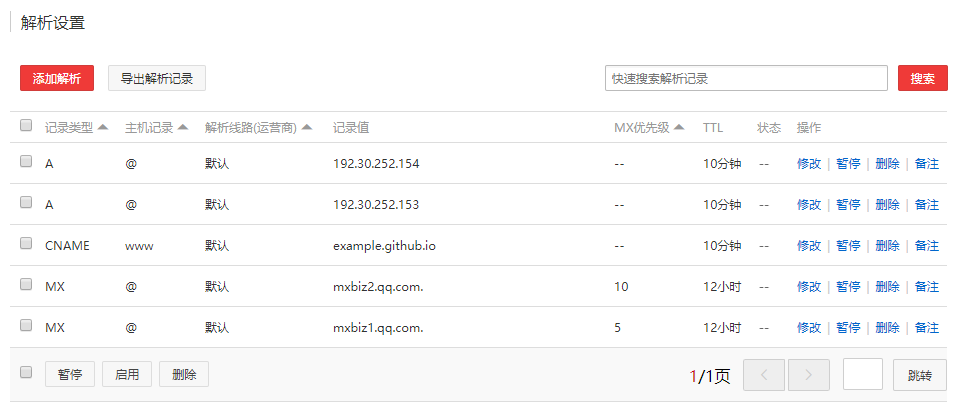 解析设置
添加解析 导出解析记录 快速搜索解析记录 搜索
记录类型 主机记录 解析线路(运营商) 记录值 MX优先级 TTL 状态 操作
A @ 默认 192.30.252.154 -- 10分钟 -- 修改 | 暂停 | 删除 | 备注
A @ 默认 192.30.252.153 -- 10分钟 -- 修改 | 暂停 | 删除 | 备注
CNAME www 默认 example.github.io -- 10分钟 -- 修改 | 暂停 | 删除 | 备注
MX @ 默认 mxbiz2.qq.com. 10 12小时 -- 修改 | 暂停 | 删除 | 备注
MX @ 默认 mxbiz1.qq.com. 5 12小时 -- 修改 | 暂停 | 删除 | 备注
暂停 启用 删除 1/1页 < > 跳转